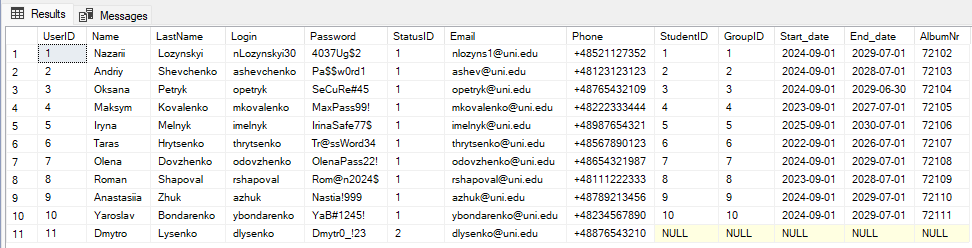 Results Messages
UserID Name LastName Login Password StatusID Email Phone StudentID GroupID Start_date End_date AlbumNr
1 1 Nazarii Lozynskyi nLozynskyi30 4037Ug$2 1 nlozyns1@uni.edu +48521127352 1 1 2024-09-01 2029-07-01 72102
2 2 Andriy Shevchenko ashevchenko Pa$$w0rd1 1 ashev@uni.edu +48123123123 2 2 2024-09-01 2029-07-01 72103
3 3 Oksana Petryk opetryk SeCuRe#45 1 opetryk@uni.edu +48765432109 3 3 2024-09-01 2029-06-30 72104
4 4 Maksym Kovalenko mkovalenko MaxPass99! 1 mkovalenko@uni.edu +48222333444 4 4 2023-09-01 2027-07-01 72105
5 5 Iryna Melnyk imelnyk IrinaSafe77$ 1 imelnyk@uni.edu +48987654321 5 5 2025-09-01 2030-07-01 72106
6 6 Taras Hrytsenko thrytsenko Tr@ssWord34 1 thrytsenko@uni.edu +48567890123 6 6 2022-09-01 2026-07-01 72107
7 7 Olena Dovzhenko odovzhenko OlenaPass22! 1 odovzhenko@uni.edu +48654321987 7 7 2024-09-01 2029-07-01 72108
8 8 Roman Shapoval rshapoval Rom@n2024$ 1 rshapoval@uni.edu +48111222333 8 8 2023-09-01 2028-07-01 72109
9 9 Anastasiia Zhuk azhuk Nastia!999 1 azhuk@uni.edu +48789213456 9 9 2024-09-01 2029-07-01 72110
10 10 Yaroslav Bondarenko ybondarenko YaB#1245! 1 ybondarenko@uni.edu +48234567890 10 10 2024-09-01 2029-07-01 72111
11 11 Dmytro Lysenko dlysenko Dmytr0_!23 2 dlysenko@uni.edu +48876543210 NULL NULL NULL NULL NULL